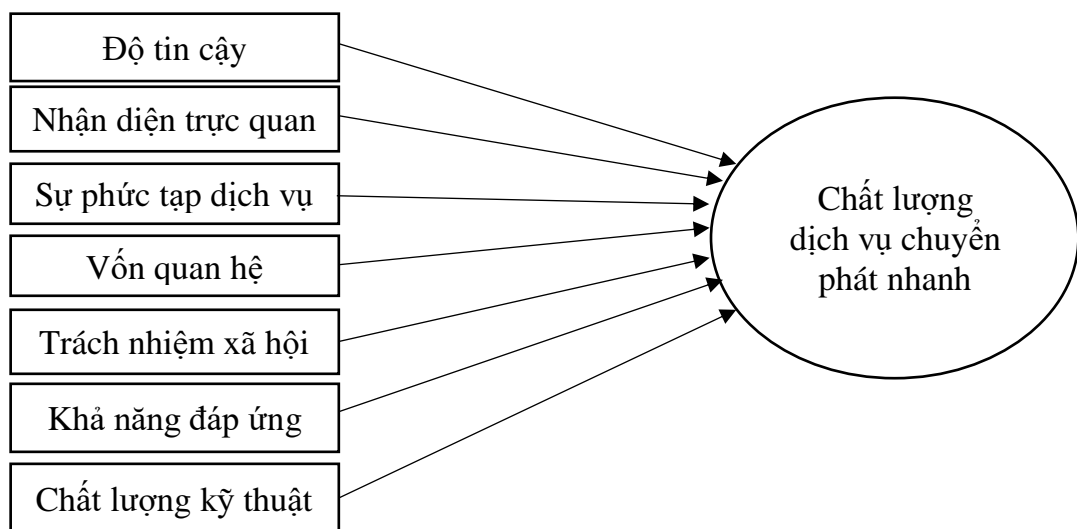 Độ tin cậy
Nhận diện trực quan
Sự phức tạp dịch vụ
Vốn quan hệ
Trách nhiệm xã hội
Khả năng đáp ứng
Chất lượng kỹ thuật
Chất lượng
dịch vụ chuyển
phát nhanh